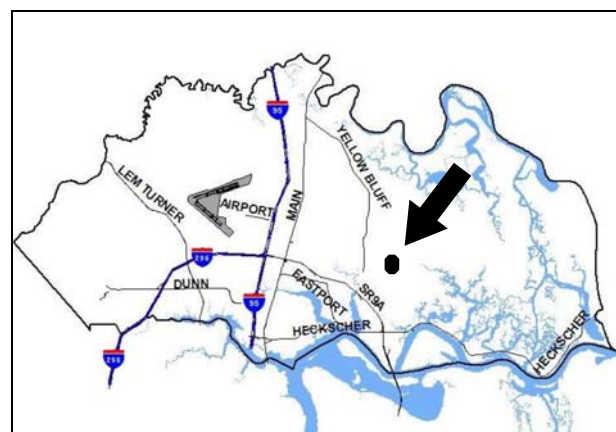 95
YELLOW BLUFF
LEM TURNER
AIRPORT
MAIN
295
DUNN
EASTPORT
SR9A
95
HECKSCHER
HECKSCHER
295